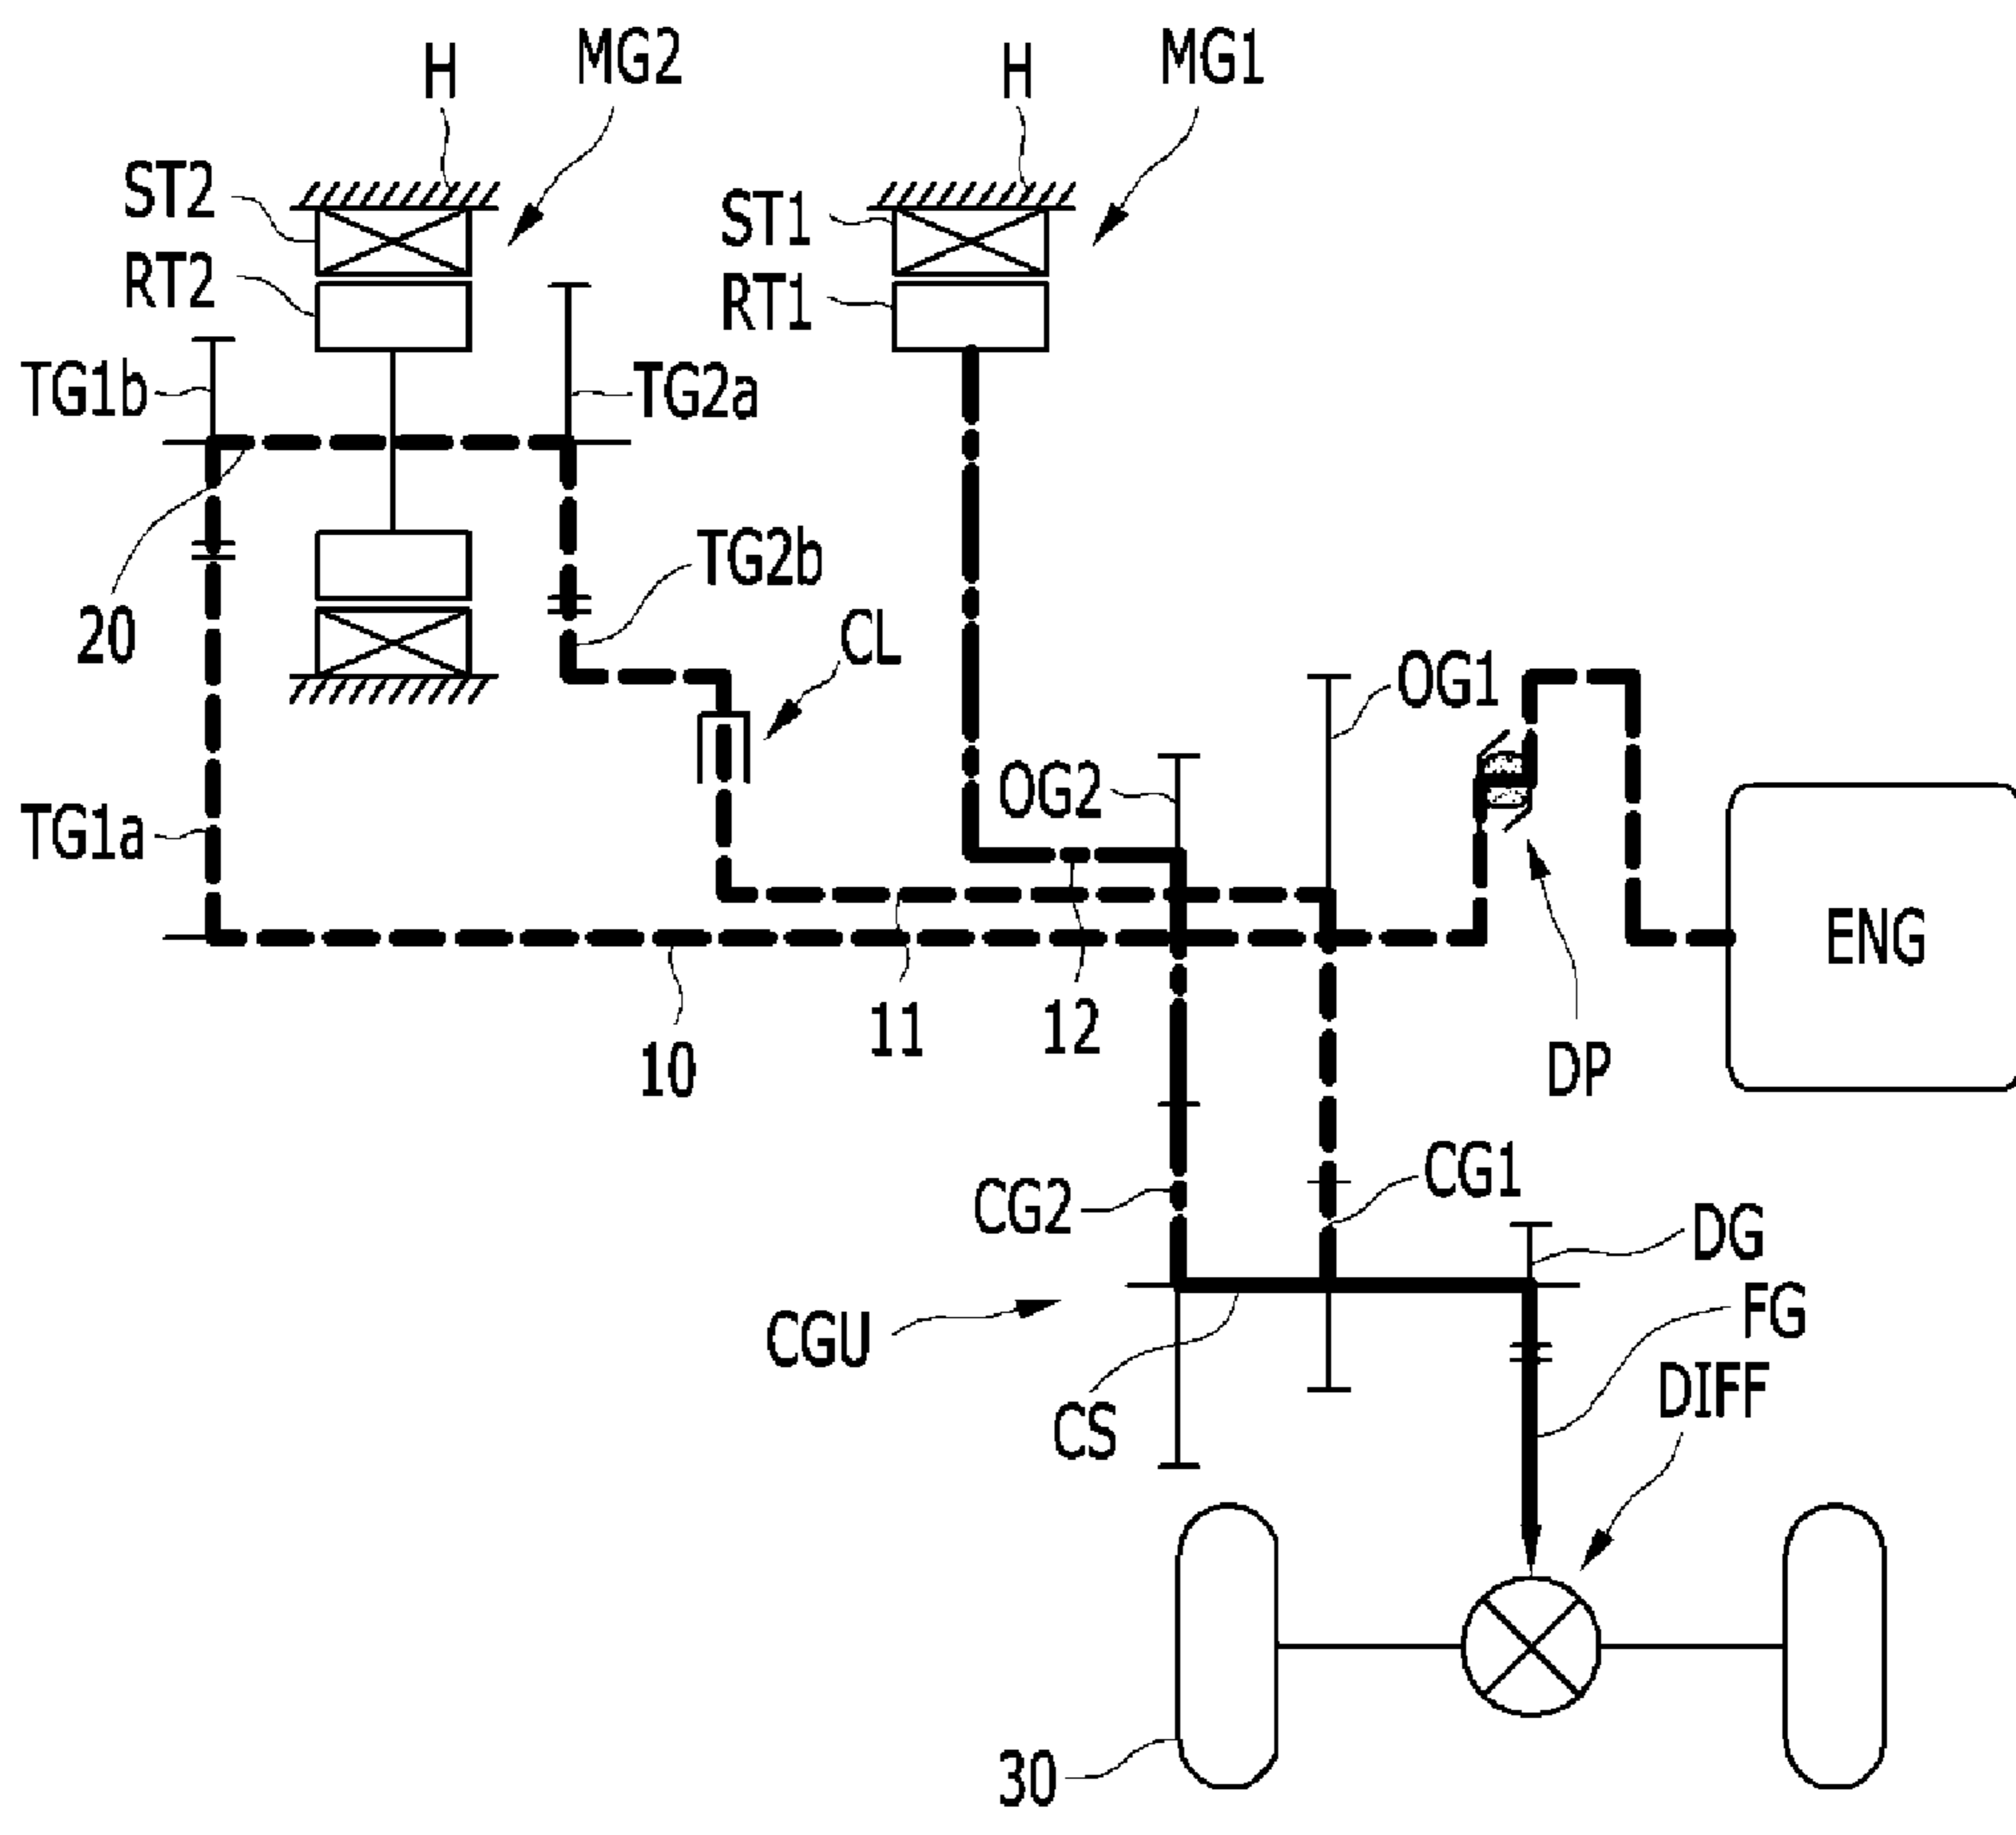 H
MG2
H
MG1
ST2
ST1
RT2
RT1
TG1b
TG2a
TG2b
20
CL
OG1
OG2
TG1a
ENG
11
12
10
DP
CG1
CG2
DG
FG
CGU
DIFF
CS
30